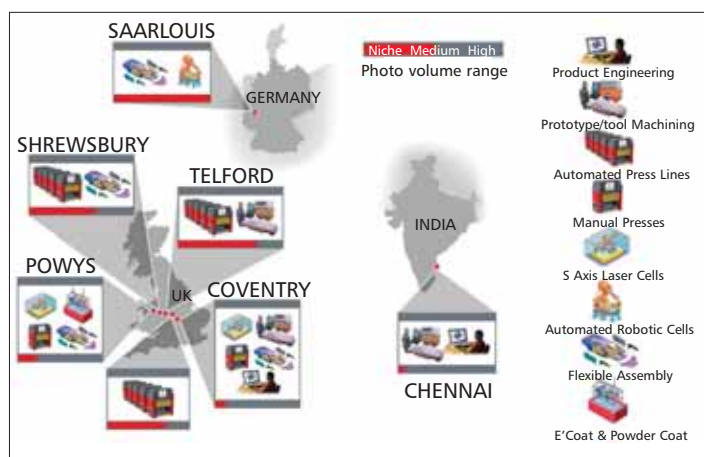 SAARLOUIS
GERMANY
Niche Medium High
Photo volume range
SHREWSBURY
TELFORD
POWYS
UK
COVENTRY
INDIA
CHENNAI
Product Engineering
Prototype/tool Machining
Automated Press Lines
Manual Presses
S Axis Laser Cells
Automated Robotic Cells
Flexible Assembly
E'Coat & Powder Coat